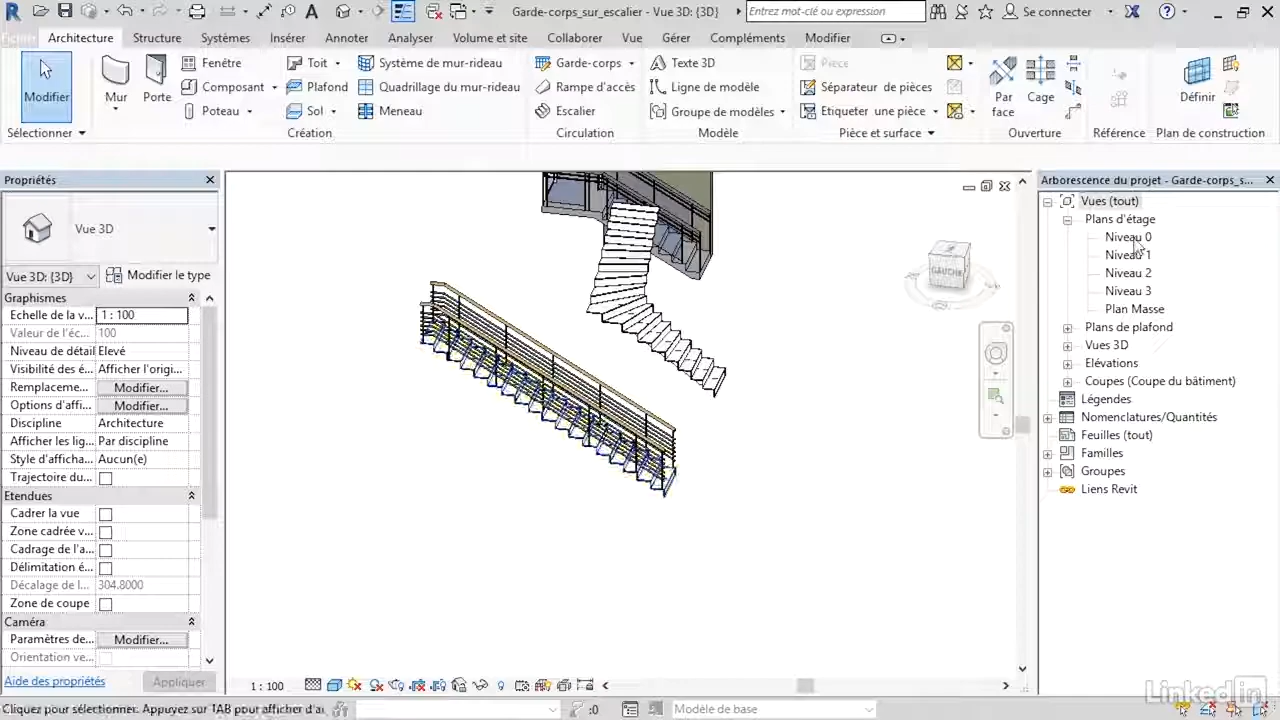 Garde-corps_sur_escalier - Vue 3D: {3D}
Entrez mot-clé ou expression
Se connecter
Architecture Structure Systèmes Insérer Annoter Analyser Volume et site Collaborer Vue Gérer Compléments Modifier
Modifier
Mur
Porte
Fenêtre
Composant
Poteau
Toit
Plafond
Sol
Système de mur-rideau
Quadrillage du mur-rideau
Meneau
Garde-corps
Rampe d'accès
Escalier
Texte 3D
Ligne de modèle
Groupe de modèles
Pièce
Séparateur de pièces
Etiqueter une pièce
Par face
Cage
Définir
Sélectionner
Création
Circulation
Modèle
Pièce et surface
Ouverture
Référence
Plan de construction
Propriétés
Vue 3D
Vue 3D: {3D}
Modifier le type
Graphismes
Echelle de la v... 1 : 100
Valeur de l'éc... 100
Niveau de détail Elevé
Visibilité des é... Afficher l'origi...
Remplaceme... Modifier...
Options d'affi... Modifier...
Discipline Architecture
Afficher les lig... Par discipline
Style d'afficha... Aucun(e)
Trajectoire du...
Etendues
Cadrer la vue
Zone cadrée v...
Cadrage de l'a...
Délimitation é...
Décalage de l... 304.8000
Zone de coupe
Caméra
Paramètres de... Modifier...
Orientation ve...
Aide des propriétés
Appliquer
GAUCHE
Arborescence du projet - Garde-corps_s...
Vues (tout)
Plans d'étage
Niveau 0
Niveau 1
Niveau 2
Niveau 3
Plan Masse
Plans de plafond
Vues 3D
Elévations
Coupes (Coupe du bâtiment)
Légendes
Nomenclatures/Quantités
Feuilles (tout)
Familles
Groupes
Liens Revit
1 : 100
Cliquez pour sélectionner. Appuyez sur TAB pour afficher d'au
:0
Modèle de base
Linked in